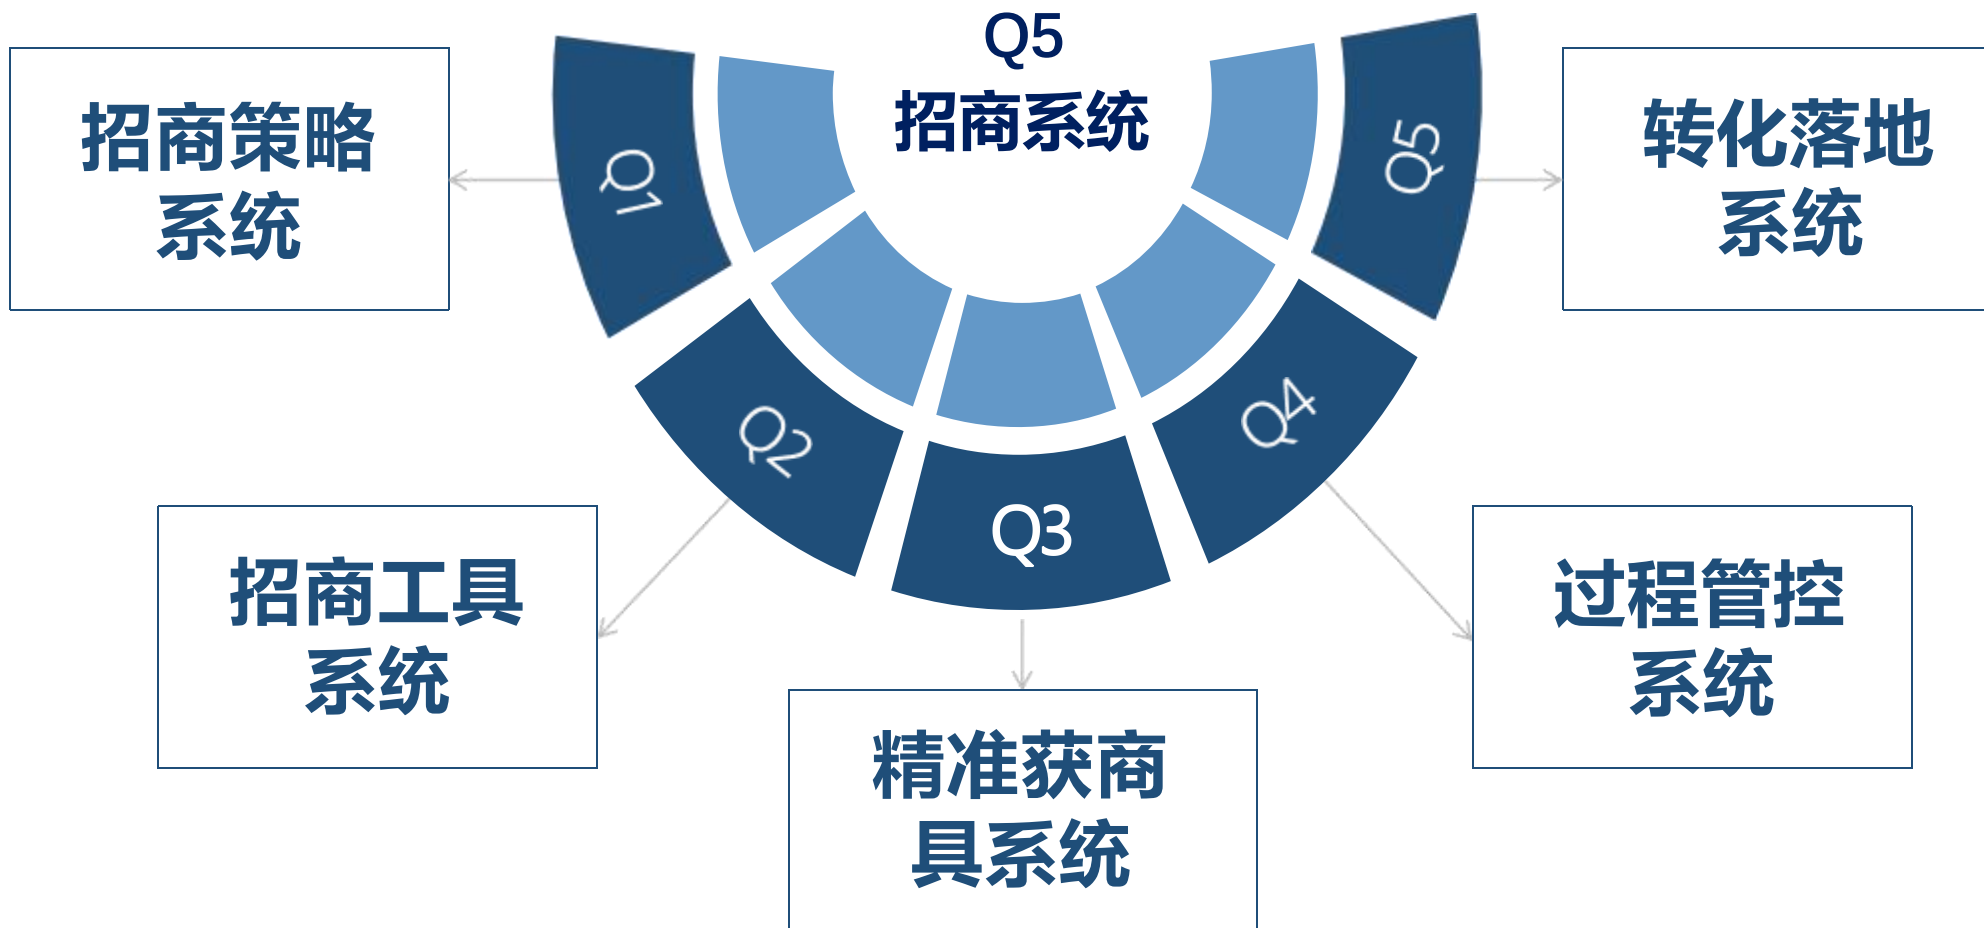 Q5
招商系统
Q1
招商策略
系统
Q2
招商工具
系统
Q3
精准获商
具系统
Q4
过程管控
系统
Q5
转化落地
系统